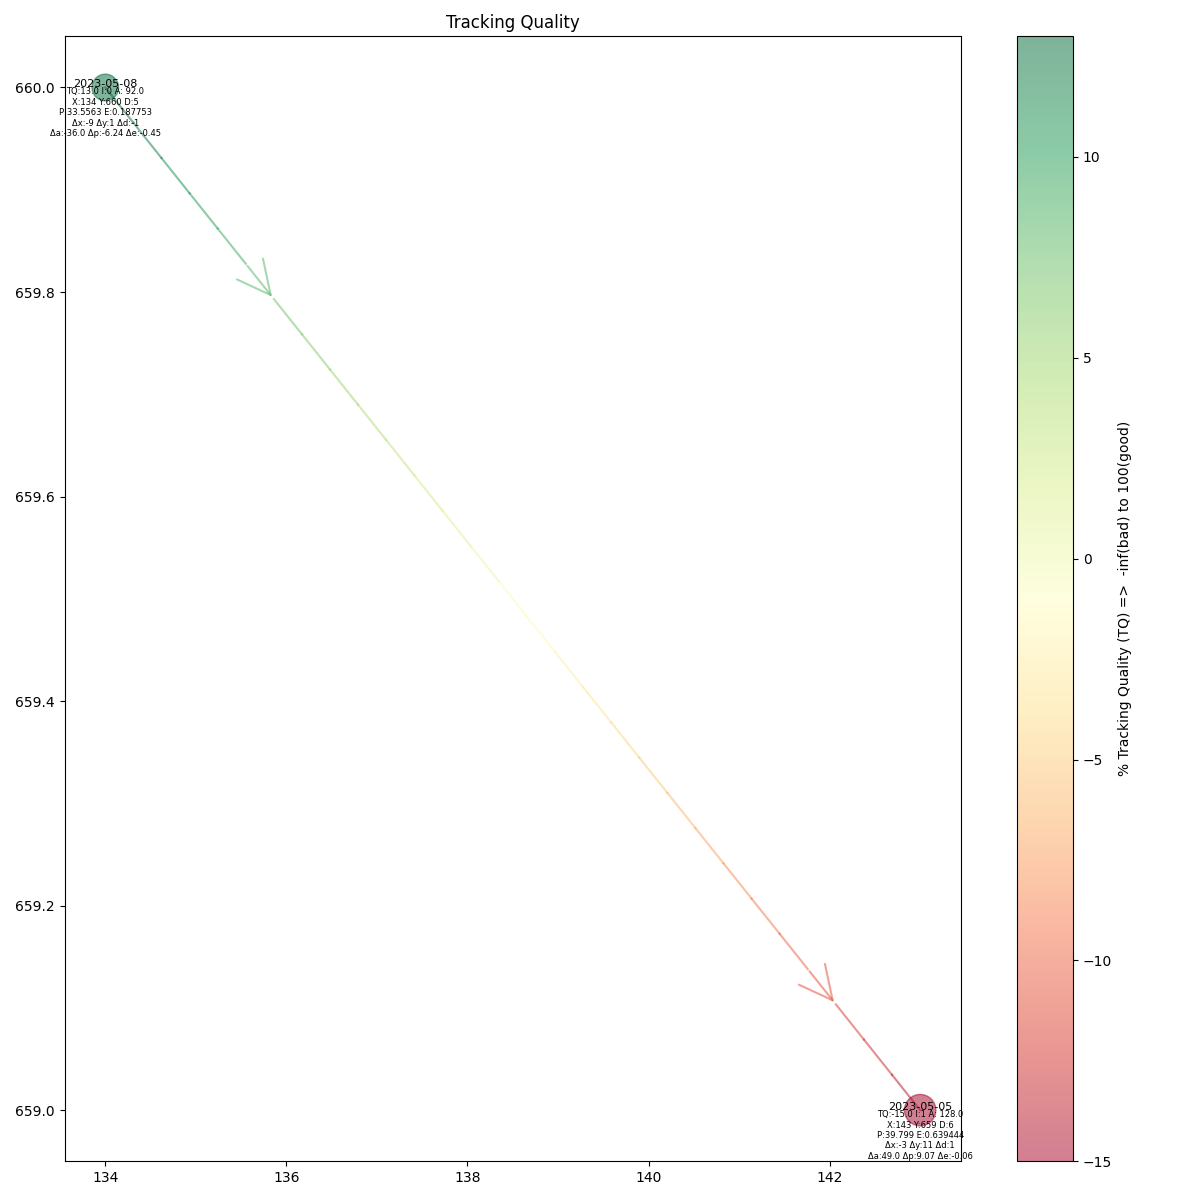 Tracking Quality
660.0
659.8
659.6
659.4
659.2
659.0
134
136
138
140
142
2023-05-08
TQ:13.0 I:0 A: 92.0
X:134 Y:660 D:5
P:33.5563 E:0.187753
Δx:-9 Δy:1 Δd:-1
Δa:-36.0 Δp:-6.24 Δe:-0.45
2023-05-05
TQ:-15.0 I:1 A: 128.0
X:143 Y:659 D:6
P:39.799 E:0.639444
Δx:-3 Δy:11 Δd:1
Δa:49.0 Δp:9.07 Δe:-0.06
10
5
0
−5
−10
−15
% Tracking Quality (TQ) => -inf(bad) to 100(good)